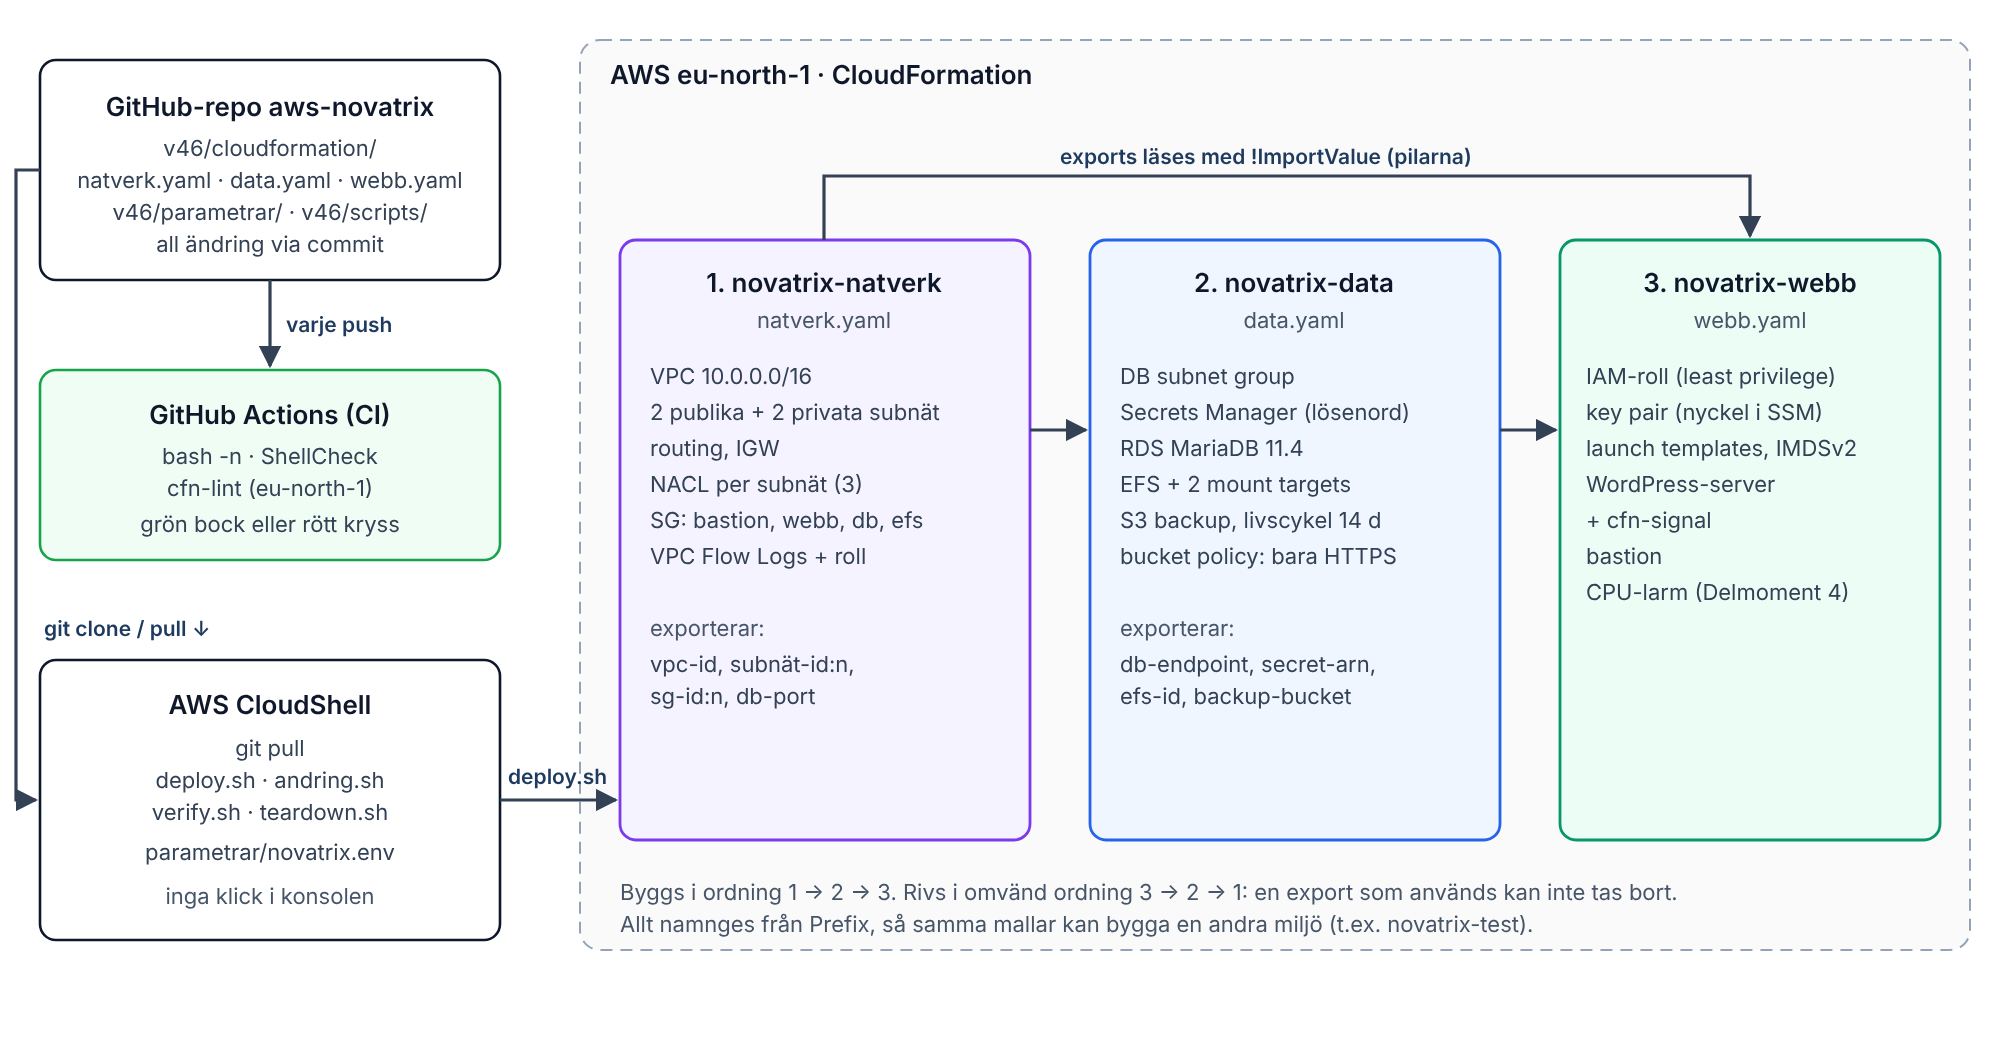 GitHub-repo aws-novatrix
v46/cloudformation/
natverk.yaml · data.yaml · webb.yaml
v46/parametrar/ · v46/scripts/
all ändring via commit
varje push
GitHub Actions (CI)
bash -n · ShellCheck
cfn-lint (eu-north-1)
grön bock eller rött kryss
git clone / pull ↓
AWS CloudShell
git pull
deploy.sh · andring.sh
verify.sh · teardown.sh
parametrar/novatrix.env
inga klick i konsolen
deploy.sh
AWS eu-north-1 · CloudFormation
exports läses med !ImportValue (pilarna)
1. novatrix-natverk
natverk.yaml
VPC 10.0.0.0/16
2 publika + 2 privata subnät
routing, IGW
NACL per subnät (3)
SG: bastion, webb, db, efs
VPC Flow Logs + roll
exporterar:
vpc-id, subnät-id:n,
sg-id:n, db-port
2. novatrix-data
data.yaml
DB subnet group
Secrets Manager (lösenord)
RDS MariaDB 11.4
EFS + 2 mount targets
S3 backup, livscykel 14 d
bucket policy: bara HTTPS
exporterar:
db-endpoint, secret-arn,
efs-id, backup-bucket
3. novatrix-webb
webb.yaml
IAM-roll (least privilege)
key pair (nyckel i SSM)
launch templates, IMDSv2
WordPress-server
+ cfn-signal
bastion
CPU-larm (Delmoment 4)
Byggs i ordning 1 → 2 → 3. Rivs i omvänd ordning 3 → 2 → 1: en export som används kan inte tas bort.
Allt namnges från Prefix, så samma mallar kan bygga en andra miljö (t.ex. novatrix-test).